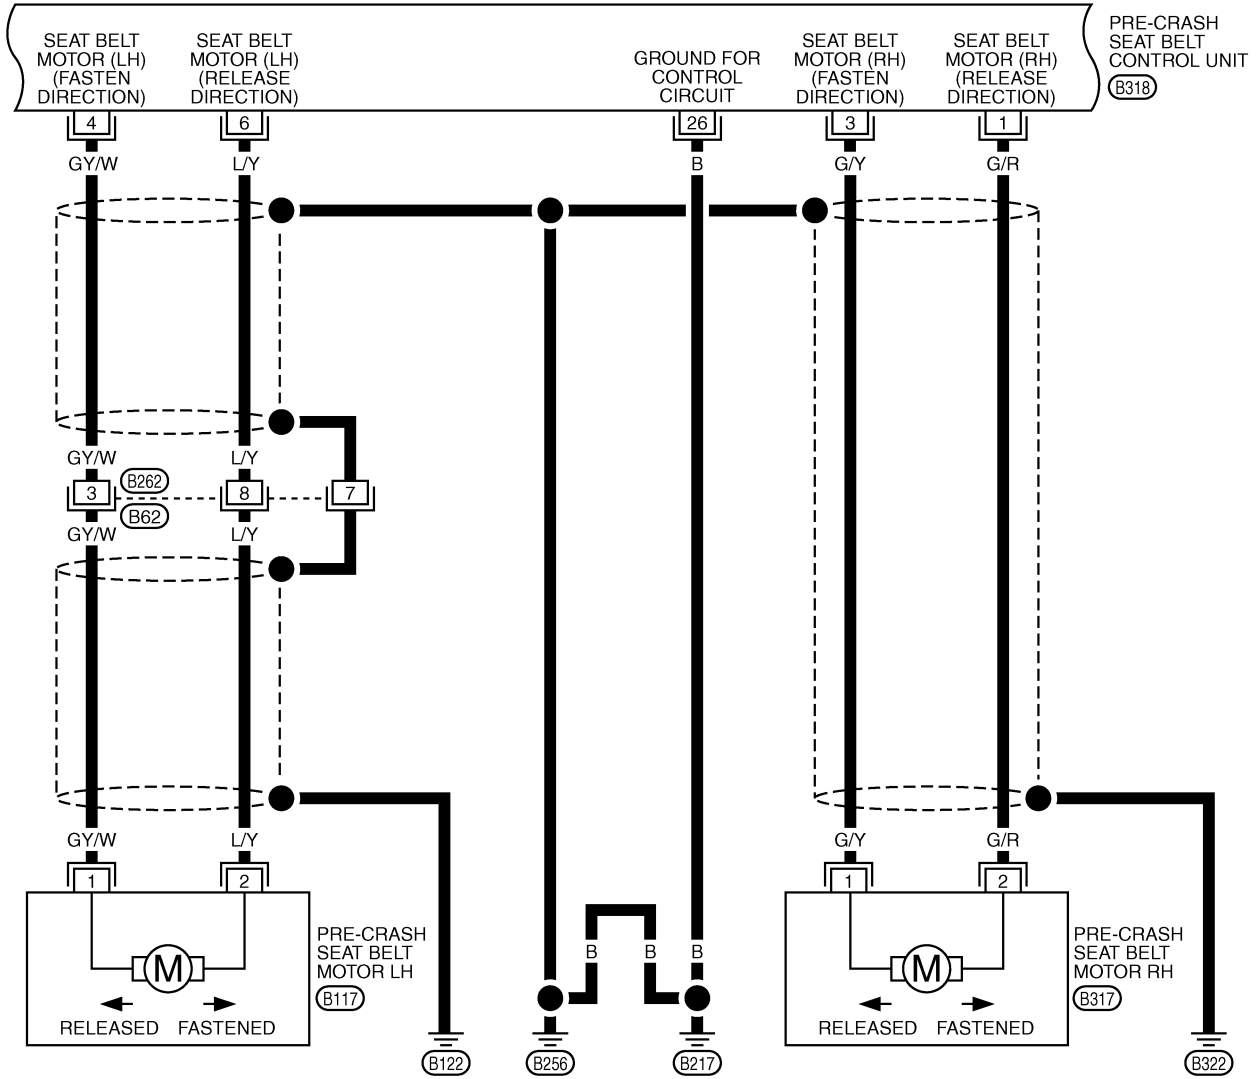 SEAT BELT
MOTOR (LH)
(FASTEN
DIRECTION)
SEAT BELT
MOTOR (LH)
(RELEASE
DIRECTION)
GROUND FOR
CONTROL
CIRCUIT
SEAT BELT
MOTOR (RH)
(FASTEN
DIRECTION)
SEAT BELT
MOTOR (RH)
(RELEASE
DIRECTION)
PRE-CRASH
SEAT BELT
CONTROL UNIT
B318
4
6
26
3
1
GY/W
L/Y
B
G/Y
G/R
GY/W
L/Y
B262
3
8
7
B62
GY/W
L/Y
GY/W
L/Y
G/Y
G/R
1
2
1
2
B
B
B
PRE-CRASH
SEAT BELT
MOTOR LH
B117
M
RELEASED
FASTENED
PRE-CRASH
SEAT BELT
MOTOR RH
B317
M
RELEASED
FASTENED
B122
B256
B217
B322